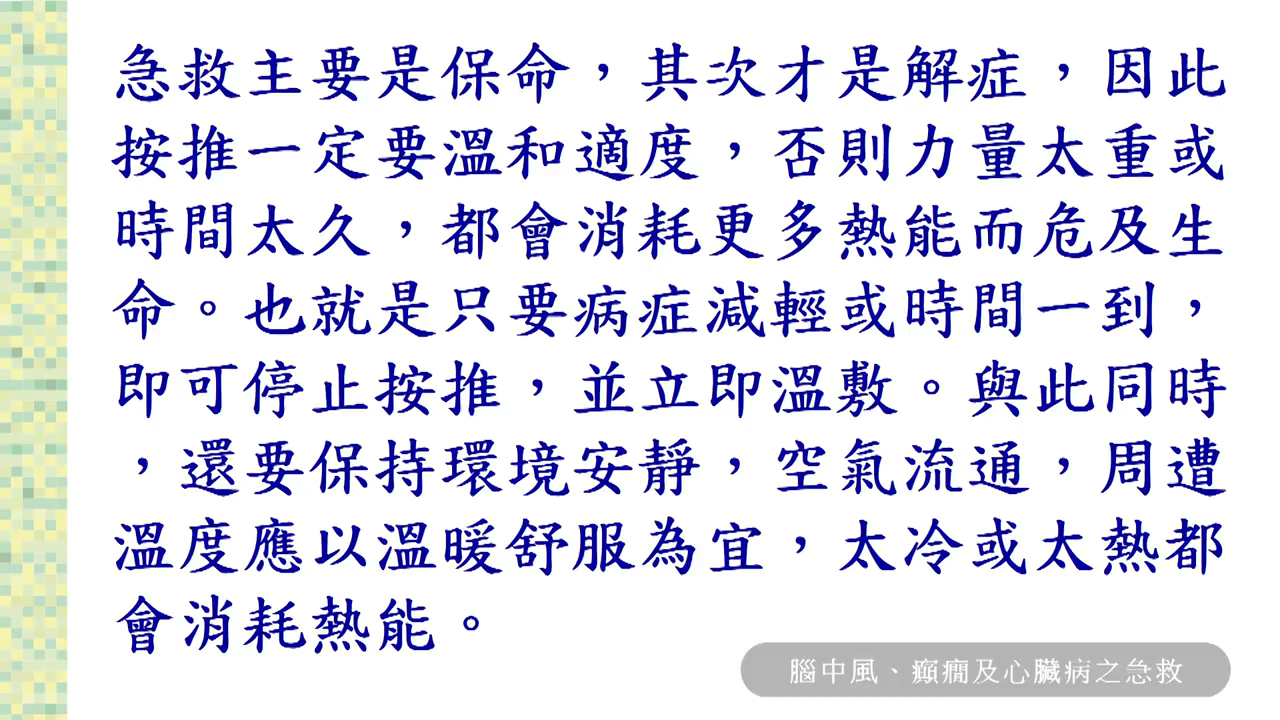 急救主要是保命，其次才是解症，因此
按推一定要溫和適度，否則力量太重或
時間太久，都會消耗更多熱能而危及生
命。也就是只要病症減輕或時間一到，
即可停止按推，並立即溫敷。與此同時
，還要保持環境安靜，空氣流通，周遭
溫度應以溫暖舒服為宜，太冷或太熱都
會消耗熱能。
腦中風、癲癇及心臟病之急救